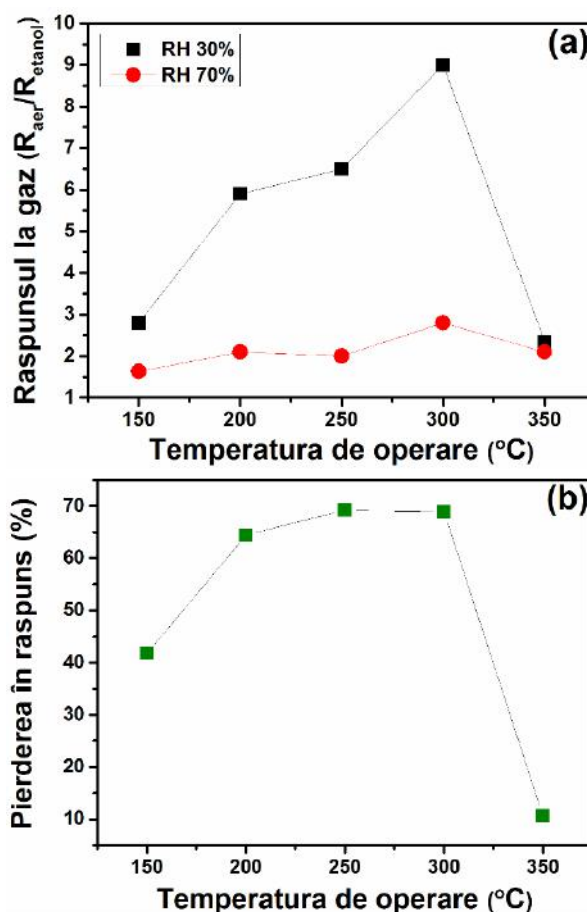 (a)
RH 30%
RH 70%
Raspunsul la gaz (R_aer/R_etanol)
10
9
8
7
6
5
4
3
2
1
150 200 250 300 350
Temperatura de operare (°C)
(b)
Pierderea în raspuns (%)
70
60
50
40
30
20
10
150 200 250 300 350
Temperatura de operare (°C)